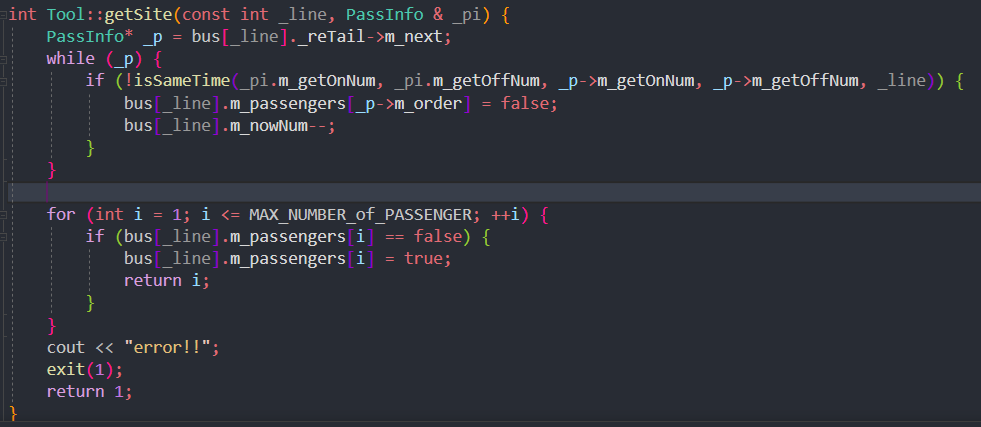 int Tool::getSite(const int _line, PassInfo & _pi) {
    PassInfo* _p = bus[_line]._reTail->m_next;
    while (_p) {
        if (!isSameTime(_pi.m_getOnNum, _pi.m_getOffNum, _p->m_getOnNum, _p->m_getOffNum, _line)) {
            bus[_line].m_passengers[_p->m_order] = false;
            bus[_line].m_nowNum--;
        }
    }
    for (int i = 1; i <= MAX_NUMBER_of_PASSENGER; ++i) {
        if (bus[_line].m_passengers[i] == false) {
            bus[_line].m_passengers[i] = true;
            return i;
        }
    }
    cout << "error!!";
    exit(1);
    return 1;
}